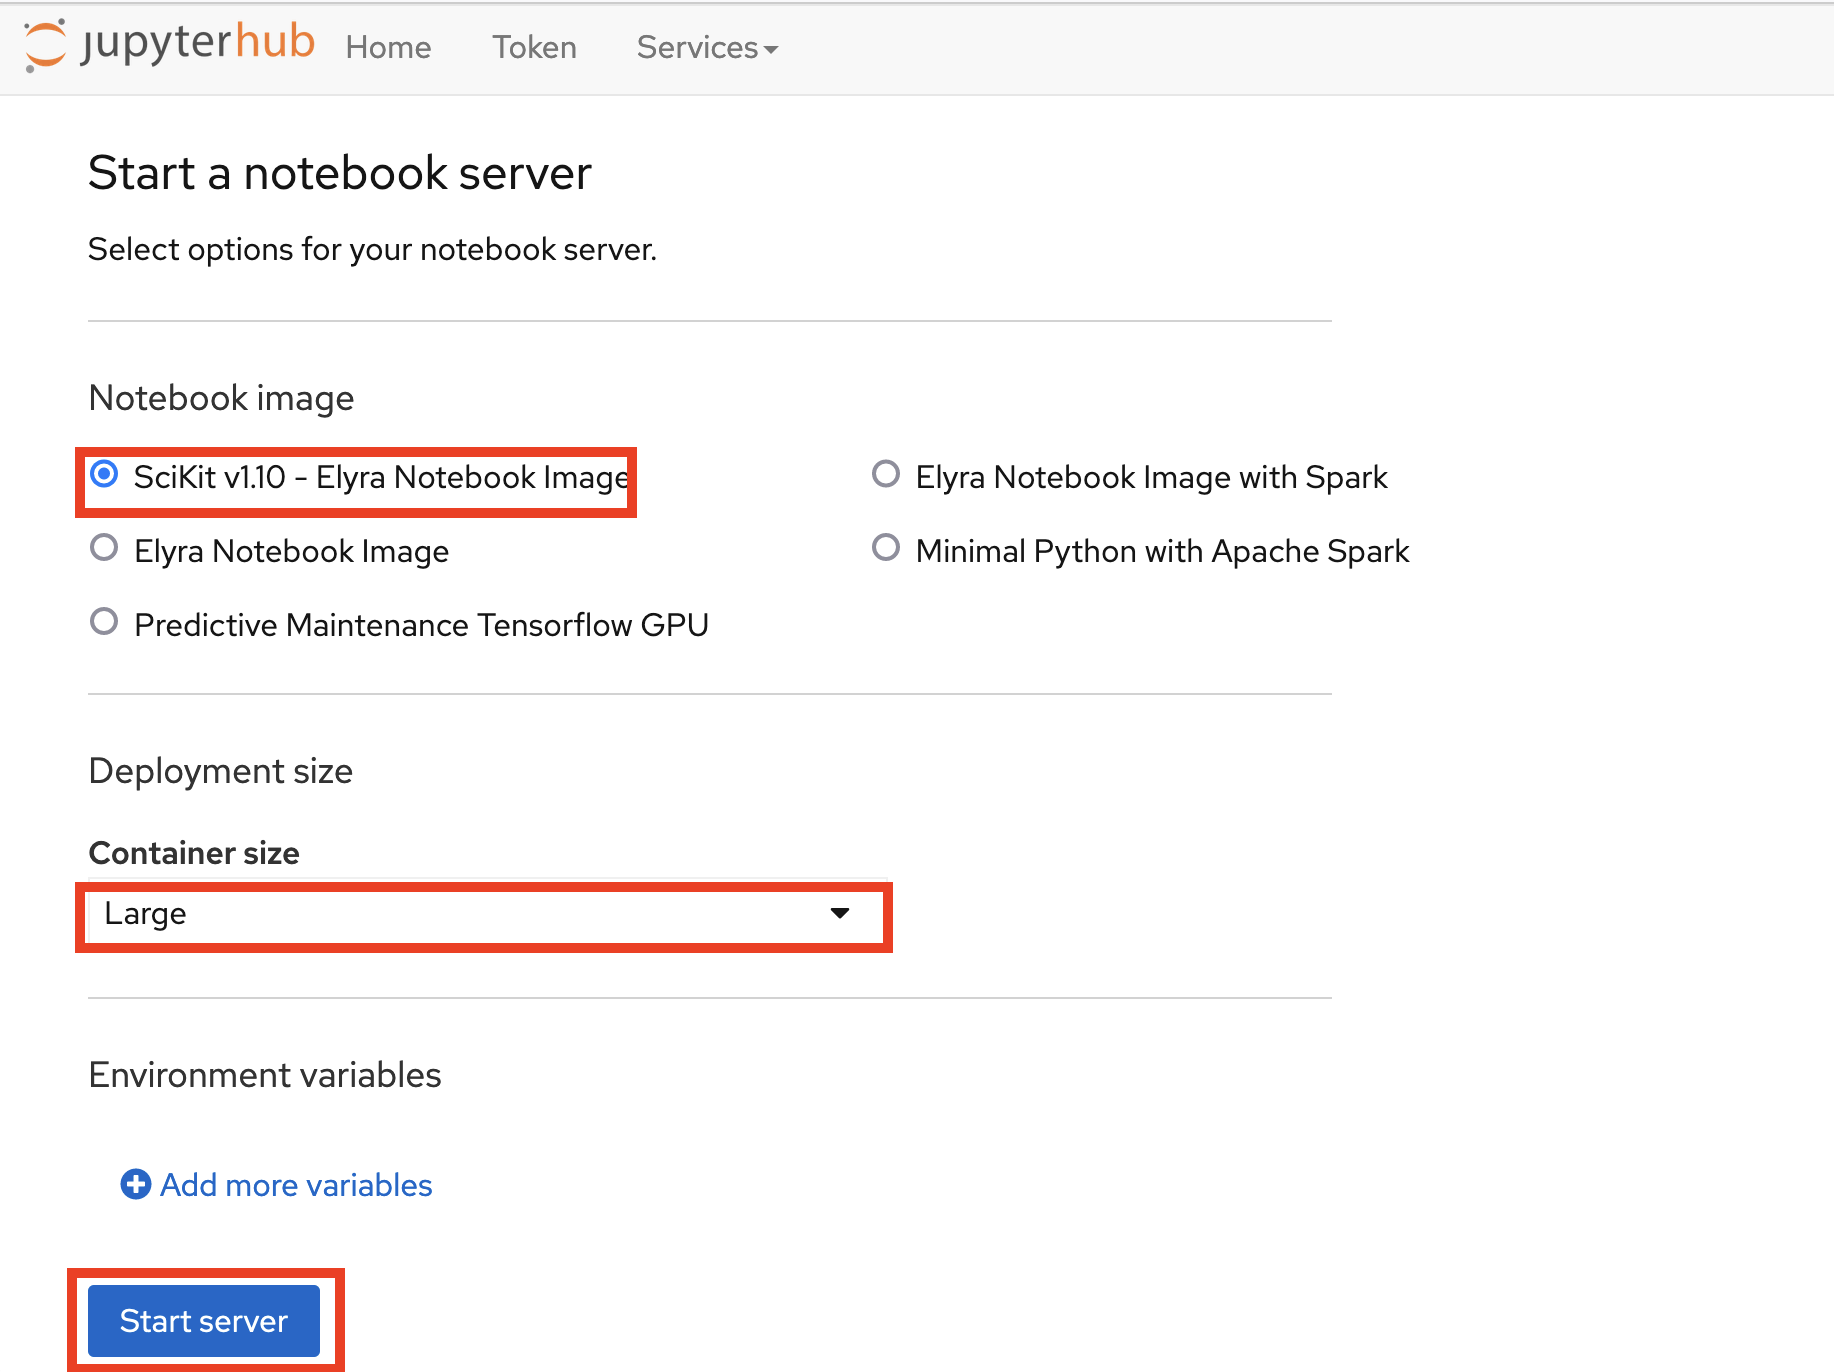 jupyterhub Home Token Services
Start a notebook server
Select options for your notebook server.
Notebook image
SciKit v1.10 - Elyra Notebook Image
Elyra Notebook Image with Spark
Elyra Notebook Image
Minimal Python with Apache Spark
Predictive Maintenance Tensorflow GPU
Deployment size
Container size
Large
Environment variables
Add more variables
Start server